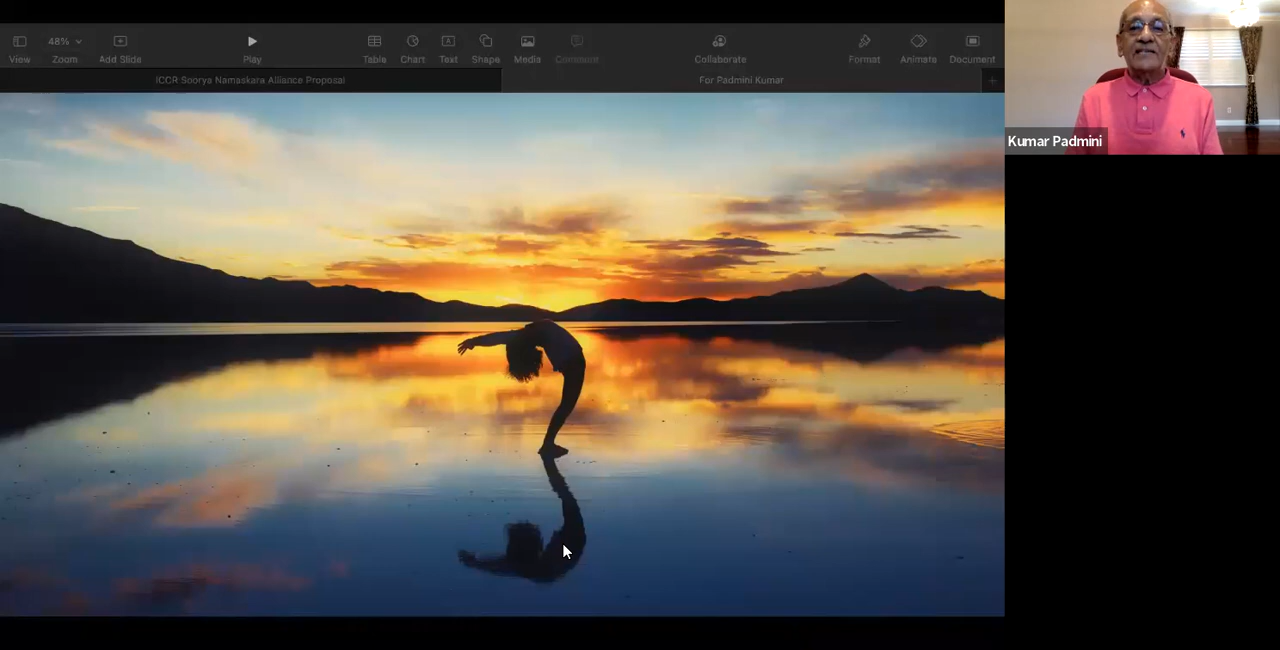 View
48%
Zoom
Add Slide
Play
Table
Chart
Text
Shape
Media
Comment
Collaborate
Format
Animate
Document
ICCR Soorya Namaskara Alliance Proposal
For Padmini Kumar
Kumar Padmini